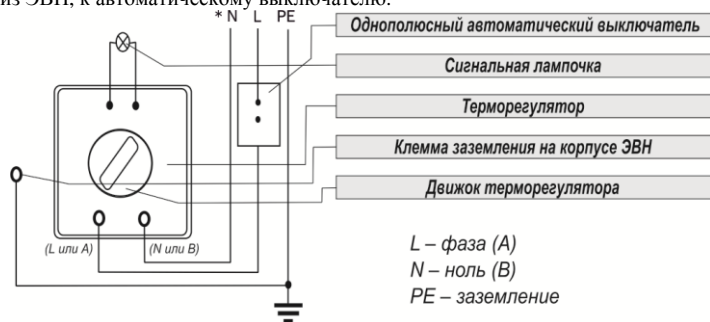 из ЭВН, к автоматическому выключателю.
* N L PE
Однополюсный автоматический выключатель
Сигнальная лампочка
Терморегулятор
Клемма заземления на корпусе ЭВН
Движок терморегулятора
(L или A) (N или B)
L – фаза (A)
N – ноль (B)
PE – заземление